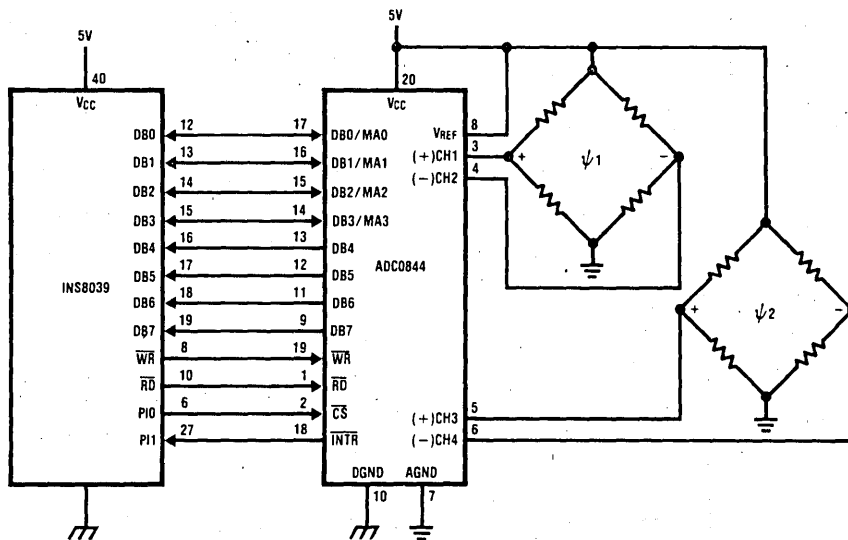 5V
40
VCC
INS8039
DB0
DB1
DB2
DB3
DB4
DB5
DB6
DB7
WR
RD
PI0
PI1
12
13
14
15
16
17
18
19
8
10
6
27
17
16
15
14
13
12
11
9
19
1
2
18
5V
20
VCC
DB0/MA0
DB1/MA1
DB2/MA2
DB3/MA3
DB4
DB5
DB6
DB7
WR
RD
CS
INTR
ADC0844
VREF
(+)CH1
(-)CH2
(+)CH3
(-)CH4
DGND
AGND
10
7
8
3
4
5
6
+
ψ1
-
+
ψ2
-